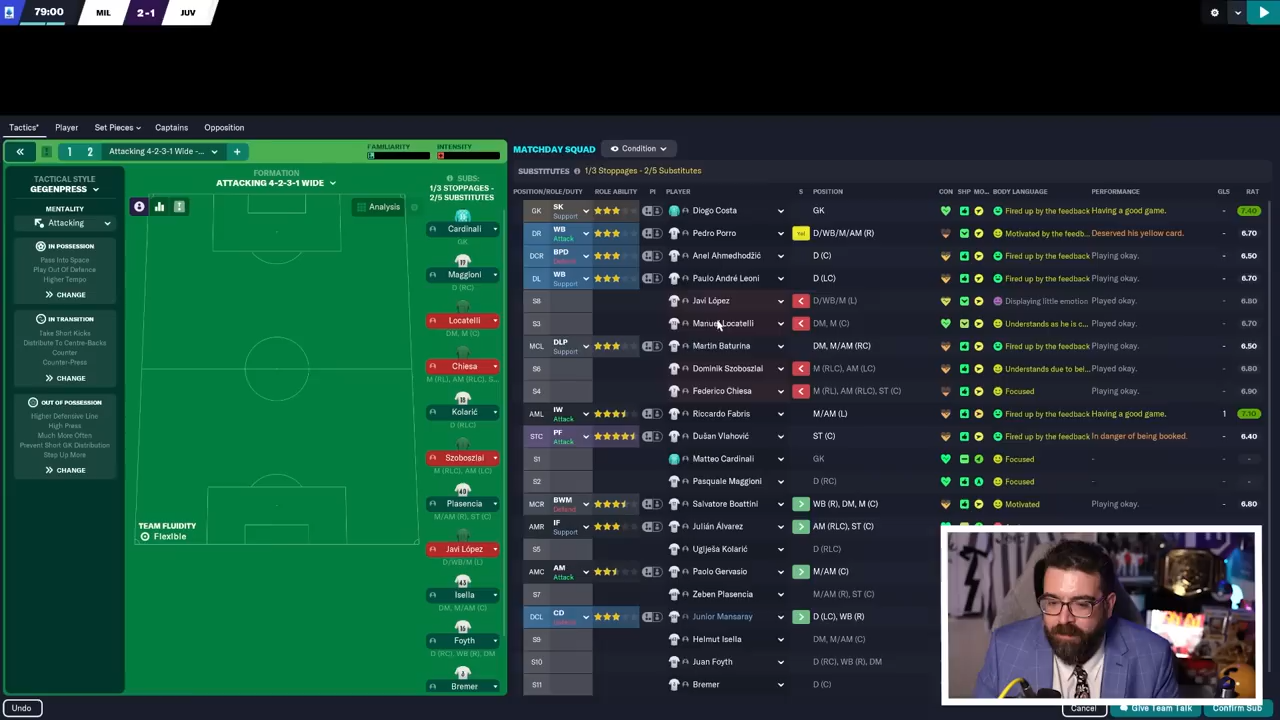 79:00 MIL 2-1 JUV
Tactics* Player Set Pieces Captains Opposition
1 2 Attacking 4-2-3-1 Wide -... + FAMILIARITY INTENSITY
TACTICAL STYLE
GEGENPRESS
MENTALITY
Attacking
IN POSSESSION
Pass Into Space
Play Out Of Defence
Higher Tempo
CHANGE
IN TRANSITION
Take Short Kicks
Distribute To Centre-Backs
Counter
Counter-Press
CHANGE
OUT OF POSSESSION
Higher Defensive Line
High Press
Much More Often
Prevent Short GK Distribution
Step Up More
CHANGE
FORMATION
ATTACKING 4-2-3-1 WIDE
Analysis
TEAM FLUIDITY
Flexible
SUBS:
1/3 STOPPAGES -
2/5 SUBSTITUTES
Cardinali
GK
Maggioni
D (RC)
Locatelli
DM, M (C)
Chiesa
M (RL), AM (RLC), S...
Kolarić
D (RLC)
Szoboszlai
M (RLC), AM (LC)
40
Plasencia
M/AM (R), ST (C)
Javi López
D/WB/M (L)
43
Isella
DM, M/AM (C)
Foyth
D (RC), WB (R), DM
3
Bremer
MATCHDAY SQUAD Condition
SUBSTITUTES 1/3 Stoppages - 2/5 Substitutes
POSITION/ROLE/DUTY ROLE ABILITY PI PLAYER S POSITION CON SHP MO... BODY LANGUAGE PERFORMANCE GLS RAT
GK SK Support Diogo Costa GK Fired up by the feedback Having a good game. - 7.40
DR WB Attack Pedro Porro Yel D/WB/M/AM (R) Motivated by the feedb... Deserved his yellow card. - 6.70
DCR BPD Defend Anel Ahmedhodžić D (C) Fired up by the feedback Playing okay. - 6.50
DL WB Support Paulo André Leoni D (LC) Fired up by the feedback Playing okay. - 6.70
S8 Javi López D/WB/M (L) Displaying little emotion Played okay. - 6.80
S3 Manuel Locatelli DM, M (C) Understands as he is c... Played okay. - 6.70
MCL DLP Support Martin Baturina DM, M/AM (RC) Fired up by the feedback Playing okay. - 6.50
S6 Dominik Szoboszlai M (RLC), AM (LC) Understands due to bei... Played okay. - 6.80
S4 Federico Chiesa M (RL), AM (RLC), ST (C) Focused Playing okay. - 6.90
AML IW Attack Riccardo Fabris M/AM (L) Fired up by the feedback Having a good game. 1 7.10
STC PF Attack Dušan Vlahović ST (C) Fired up by the feedback In danger of being booked. - 6.40
S1 Matteo Cardinali GK Focused - - -
S2 Pasquale Maggioni D (RC) Focused - - -
MCR BWM Defend Salvatore Boattini WB (R), DM, M (C) Motivated Playing okay. - 6.80
AMR IF Support Julián Álvarez AM (RLC), ST (C)
S5 Uglješa Kolarić D (RLC)
AMC AM Attack Paolo Gervasio M/AM (C)
S7 Zeben Plasencia M/AM (R), ST (C)
DCL CD Defend Junior Mansaray D (LC), WB (R)
S9 Helmut Isella DM, M/AM (C)
S10 Juan Foyth D (RC), WB (R), DM
S11 Bremer D (C)
Undo Cancel Give Team Talk Confirm Sub